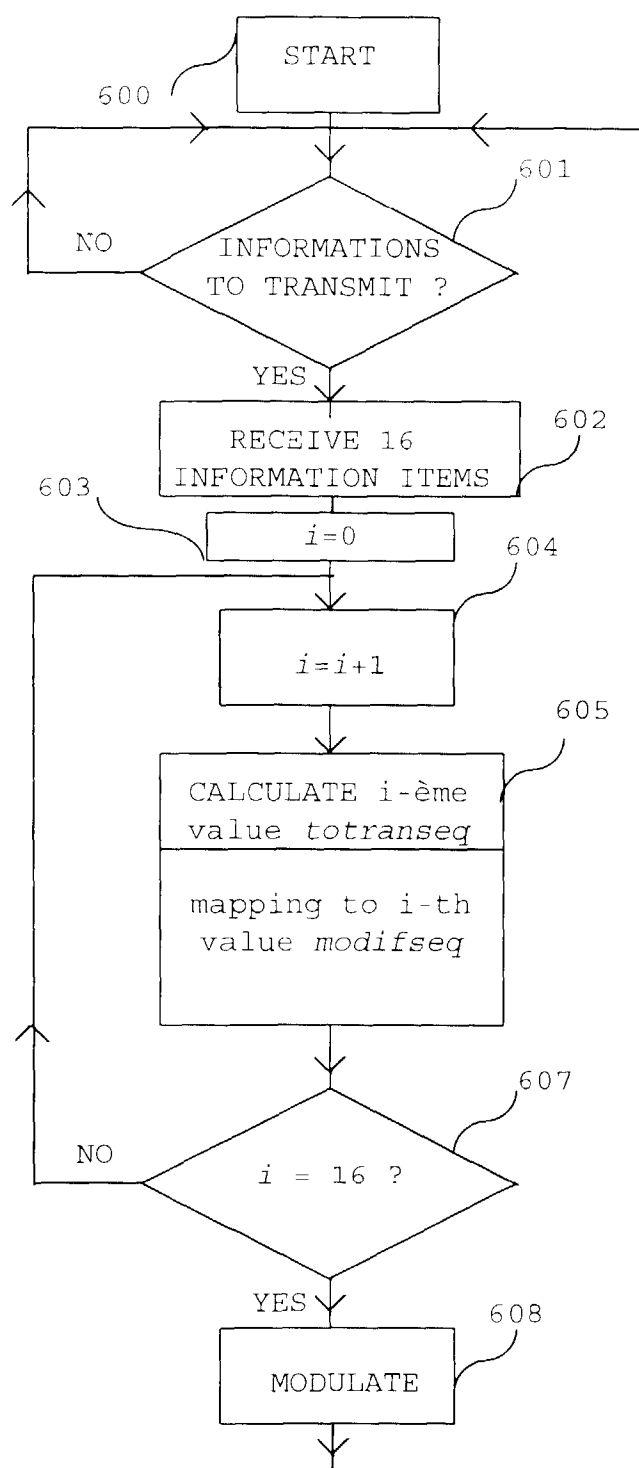 START
600
601
NO
INFORMATIONS
TO TRANSMIT ?
YES
RECEIVE 16
INFORMATION ITEMS
602
603
i=0
604
i=i+1
605
CALCULATE i-ème
value totranseq
mapping to i-th
value modifseq
607
NO
i = 16 ?
YES
608
MODULATE